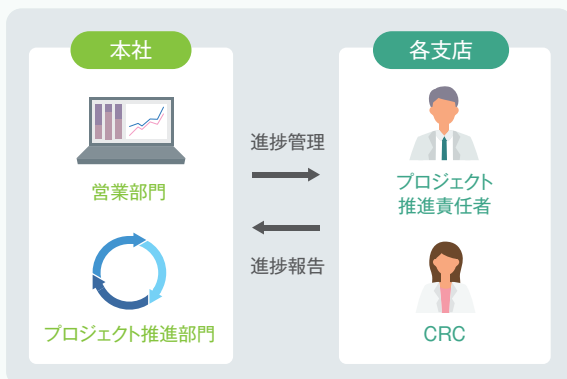 本社
営業部門
プロジェクト推進部門
進捗管理
進捗報告
各支店
プロジェクト
推進責任者
CRC